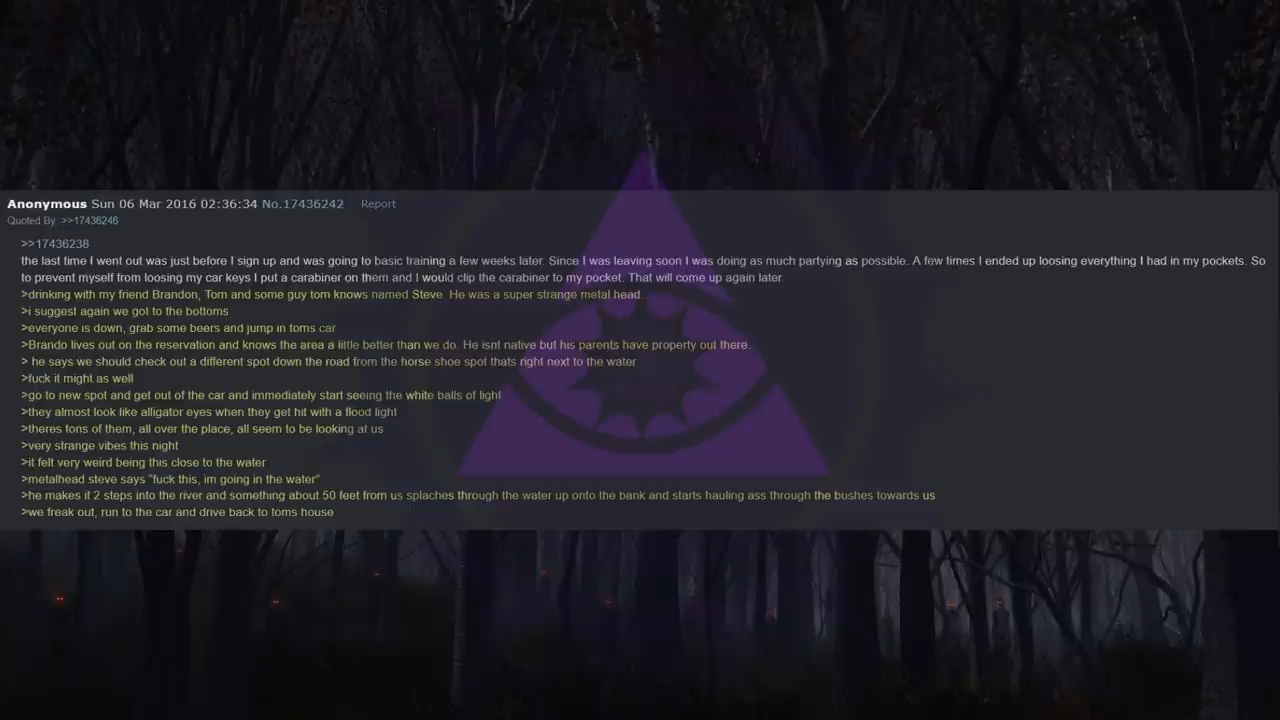 Anonymous Sun 06 Mar 2016 02:36:34 No.17436242 Report
Quoted By: >>17436246
>>17436238
the last time I went out was just before I sign up and was going to basic training a few weeks later. Since I was leaving soon I was doing as much partying as possible. A few times I ended up loosing everything I had in my pockets. So
to prevent myself from loosing my car keys I put a carabiner on them and I would clip the carabiner to my pocket. That will come up again later.
>drinking with my friend Brandon, Tom and some guy tom knows named Steve. He was a super strange metal head.
>i suggest again we got to the bottoms
>everyone is down, grab some beers and jump in toms car
>Brando lives out on the reservation and knows the area a little better than we do. He isnt native but his parents have property out there.
> he says we should check out a different spot down the road from the horse shoe spot thats right next to the water
>fuck it might as well
>go to new spot and get out of the car and immediately start seeing the white balls of light
>they almost look like alligator eyes when they get hit with a flood light
>theres tons of them, all over the place, all seem to be looking at us
>very strange vibes this night
>it felt very weird being this close to the water
>metalhead steve says "fuck this, im going in the water"
>he makes it 2 steps into the river and something about 50 feet from us splaches through the water up onto the bank and starts hauling ass through the bushes towards us
>we freak out, run to the car and drive back to toms house